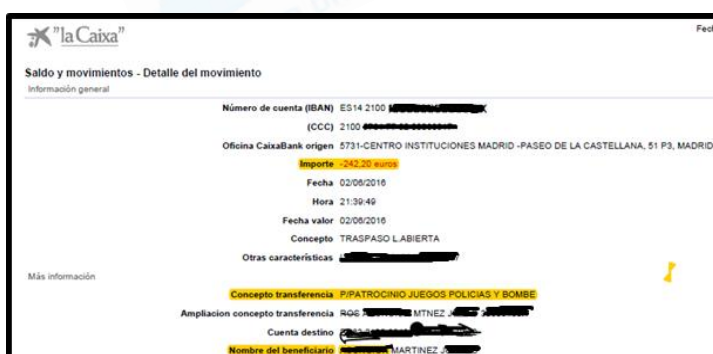 "la Caixa"
Fech
Saldo y movimientos - Detalle del movimiento
Información general
Número de cuenta (IBAN) ES14 2100
(CCC) 2100
Oficina CaixaBank origen 5731-CENTRO INSTITUCIONES MADRID -PASEO DE LA CASTELLANA, 51 P3, MADRID
Importe -242,20 euros
Fecha 02/06/2016
Hora 21:39:49
Fecha valor 02/06/2016
Concepto TRASPASO L.ABIERTA
Otras características
Más información
Concepto transferencia P/PATROCINIO JUEGOS POLICIAS Y BOMBE
Ampliacion concepto transferencia MTNEZ
Cuenta destino
Nombre del beneficiario MARTINEZ